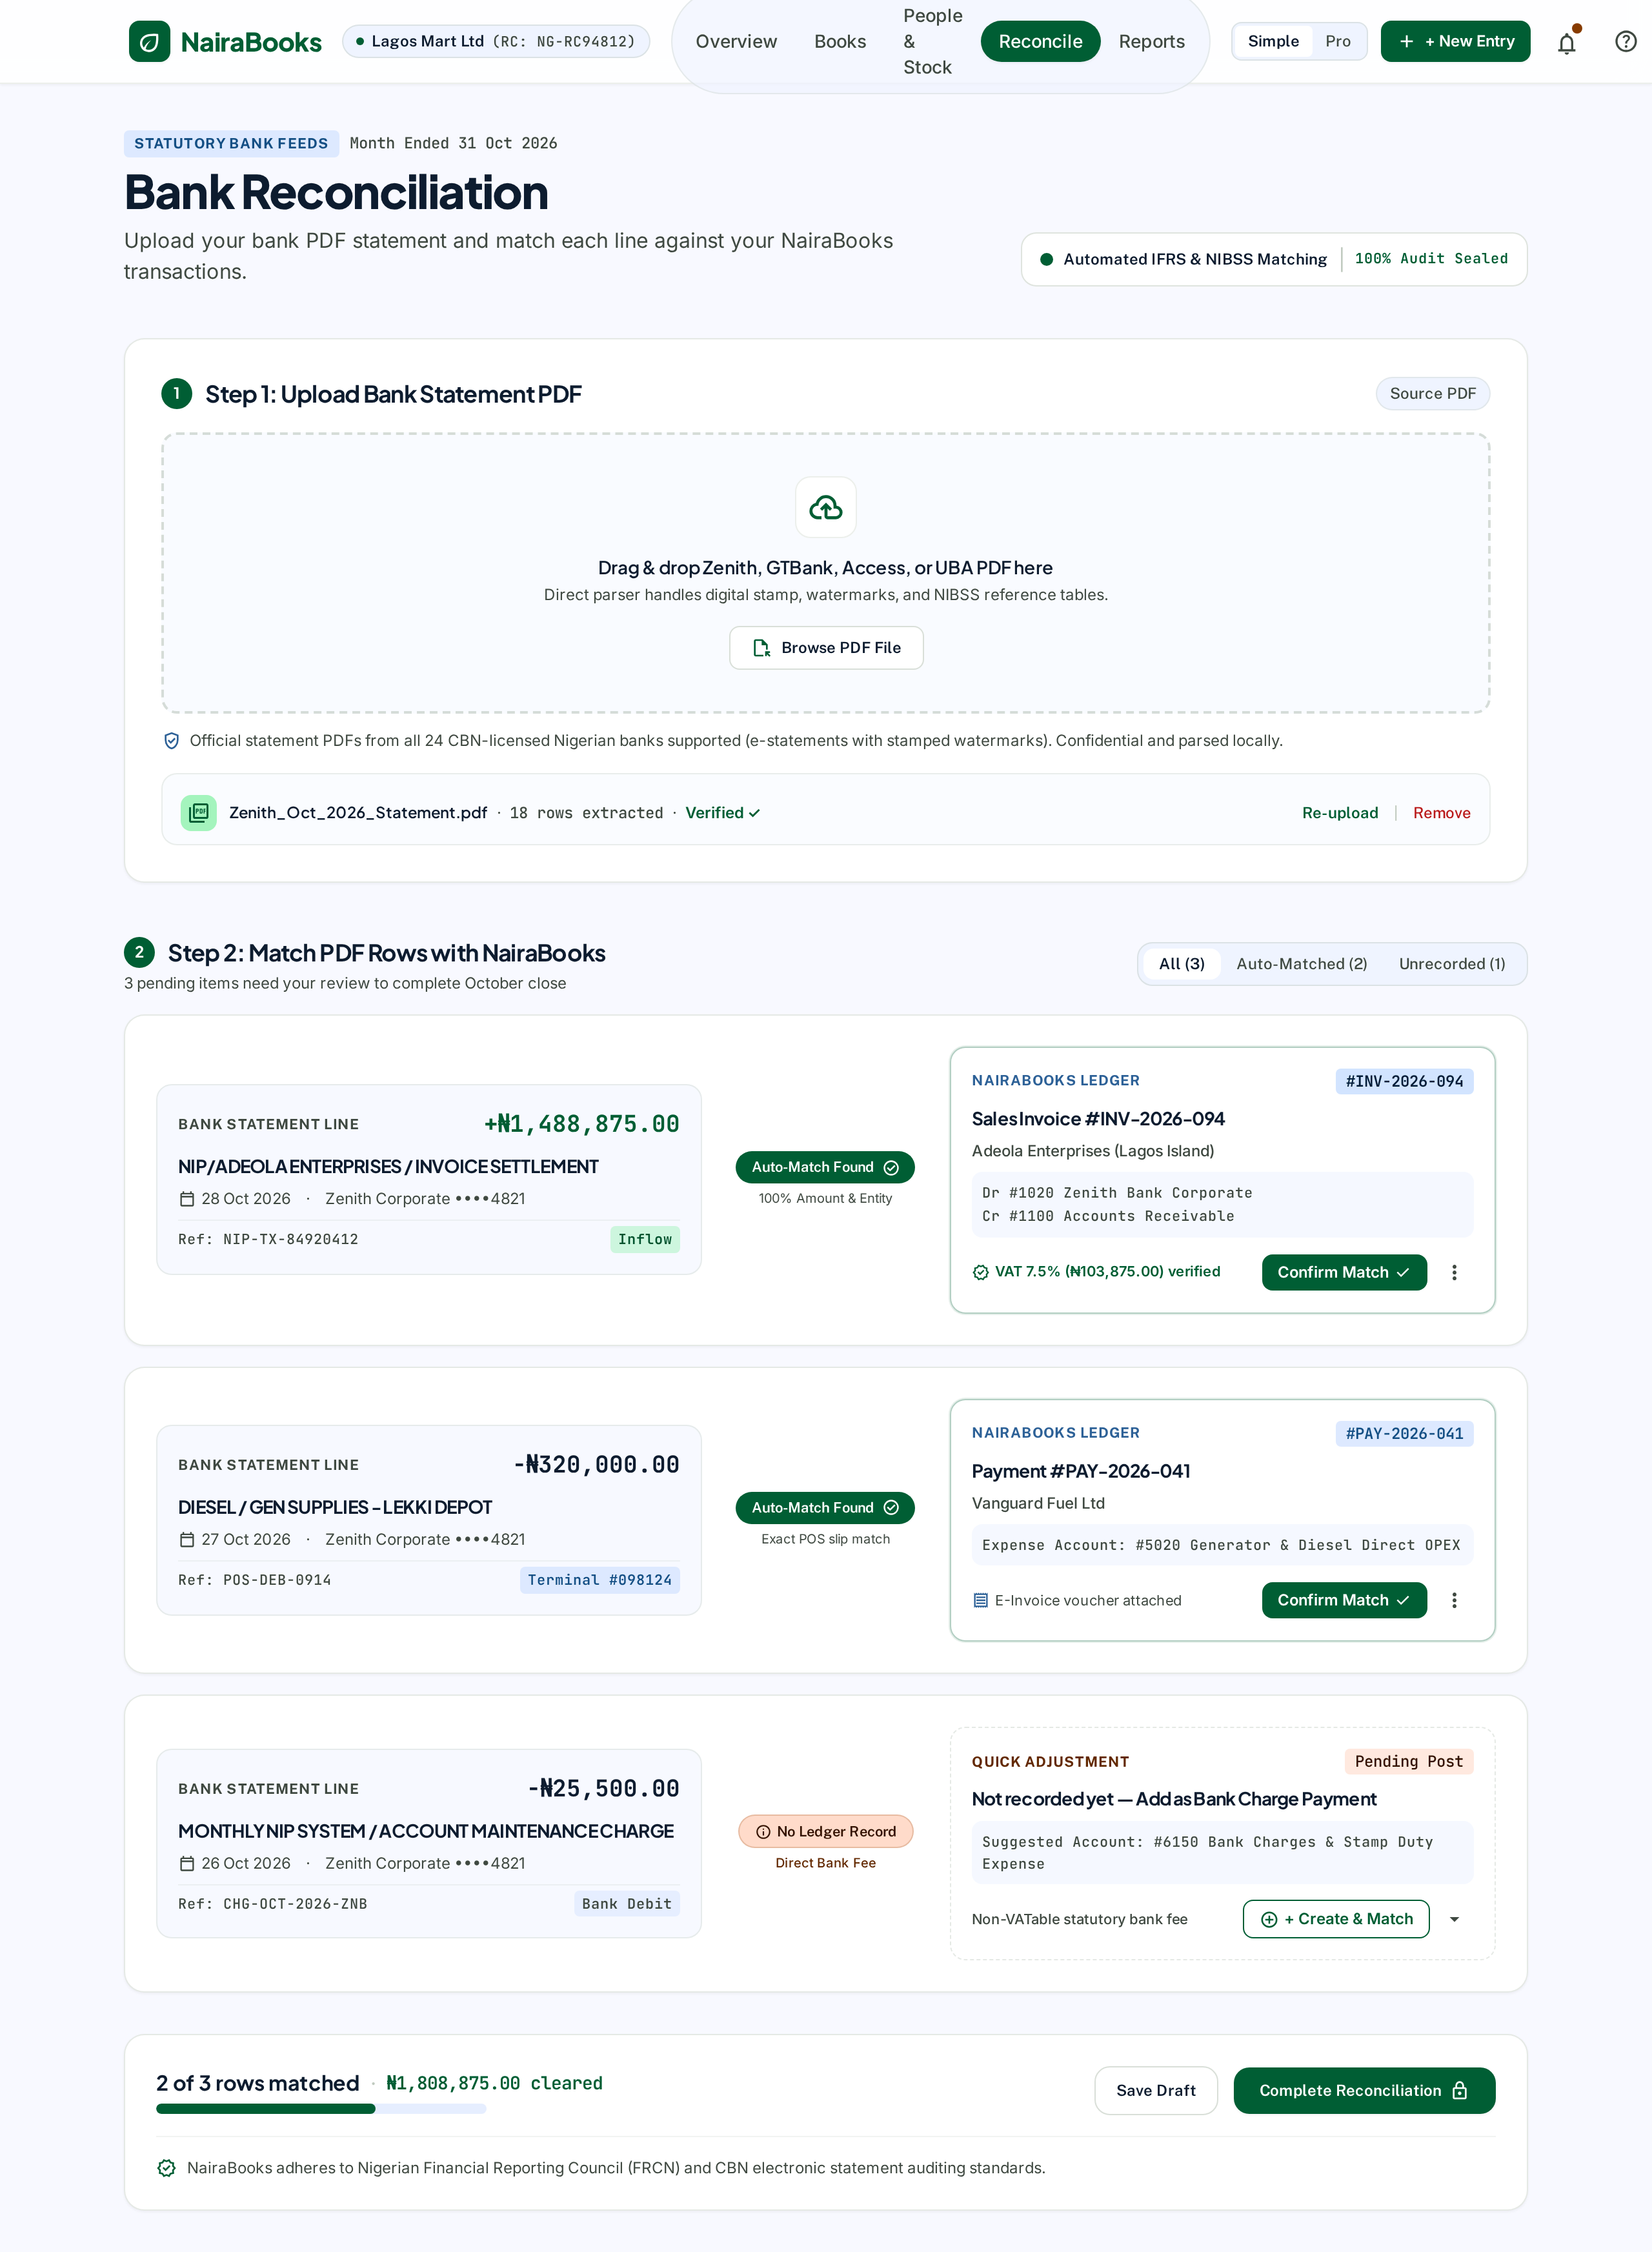 NairaBooks
Lagos Mart Ltd (RC: NG-RC94812)
Overview
Books
People
&
Stock
Reconcile
Reports
Simple
Pro
+ + New Entry
STATUTORY BANK FEEDS
Month Ended 31 Oct 2026
Bank Reconciliation
Upload your bank PDF statement and match each line against your NairaBooks
transactions.
Automated IFRS & NIBSS Matching
100% Audit Sealed
1
Step 1: Upload Bank Statement PDF
Source PDF
Drag & drop Zenith, GTBank, Access, or UBA PDF here
Direct parser handles digital stamp, watermarks, and NIBSS reference tables.
Browse PDF File
Official statement PDFs from all 24 CBN-licensed Nigerian banks supported (e-statements with stamped watermarks). Confidential and parsed locally.
PDF
Zenith_Oct_2026_Statement.pdf · 18 rows extracted · Verified ✓
Re-upload
Remove
2
Step 2: Match PDF Rows with NairaBooks
3 pending items need your review to complete October close
All (3)
Auto-Matched (2)
Unrecorded (1)
BANK STATEMENT LINE
+₦1,488,875.00
NIP/ADEOLA ENTERPRISES / INVOICE SETTLEMENT
28 Oct 2026 · Zenith Corporate ••••4821
Ref: NIP-TX-84920412
Inflow
Auto-Match Found
100% Amount & Entity
NAIRABOOKS LEDGER
#INV-2026-094
Sales Invoice #INV-2026-094
Adeola Enterprises (Lagos Island)
Dr #1020 Zenith Bank Corporate
Cr #1100 Accounts Receivable
VAT 7.5% (₦103,875.00) verified
Confirm Match ✓
BANK STATEMENT LINE
-₦320,000.00
DIESEL / GEN SUPPLIES – LEKKI DEPOT
27 Oct 2026 · Zenith Corporate ••••4821
Ref: POS-DEB-0914
Terminal #098124
Auto-Match Found
Exact POS slip match
NAIRABOOKS LEDGER
#PAY-2026-041
Payment #PAY-2026-041
Vanguard Fuel Ltd
Expense Account: #5020 Generator & Diesel Direct OPEX
E-Invoice voucher attached
Confirm Match ✓
BANK STATEMENT LINE
-₦25,500.00
MONTHLY NIP SYSTEM / ACCOUNT MAINTENANCE CHARGE
26 Oct 2026 · Zenith Corporate ••••4821
Ref: CHG-OCT-2026-ZNB
Bank Debit
No Ledger Record
Direct Bank Fee
QUICK ADJUSTMENT
Pending Post
Not recorded yet — Add as Bank Charge Payment
Suggested Account: #6150 Bank Charges & Stamp Duty
Expense
Non-VATable statutory bank fee
+ Create & Match
2 of 3 rows matched · ₦1,808,875.00 cleared
Save Draft
Complete Reconciliation
NairaBooks adheres to Nigerian Financial Reporting Council (FRCN) and CBN electronic statement auditing standards.